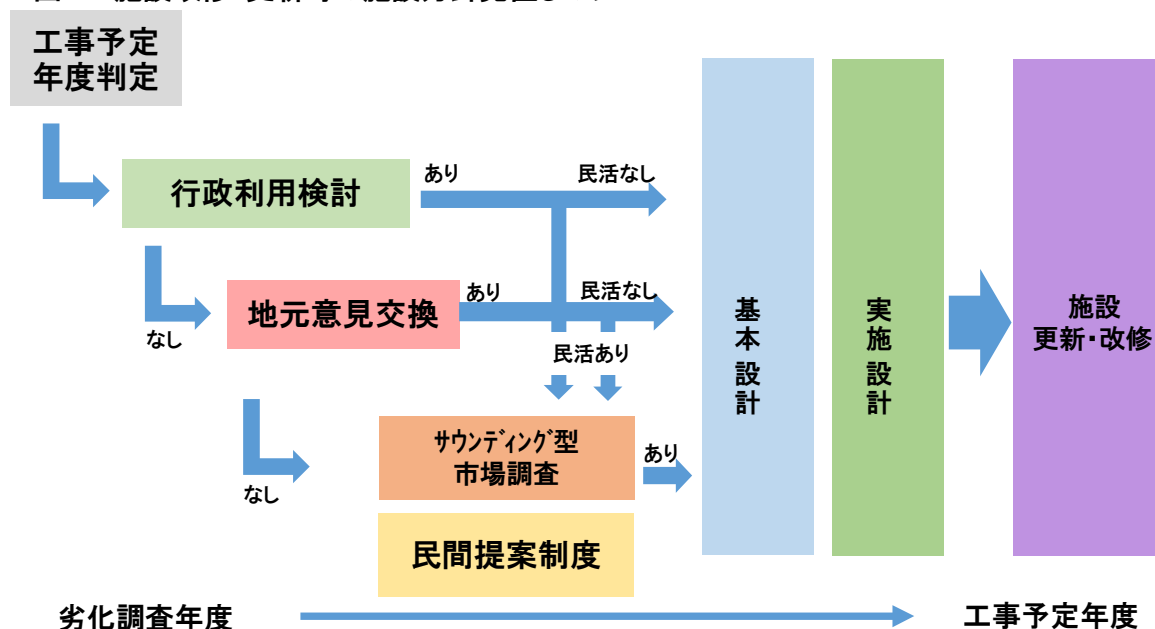 工事予定
年度判定
行政利用検討
あり
民活なし
地元意見交換
あり
民活なし
なし
民活あり
ｻｳﾝﾃﾞｨﾝｸﾞ型
市場調査
あり
なし
民間提案制度
基本設計
実施設計
施設
更新・改修
劣化調査年度
工事予定年度